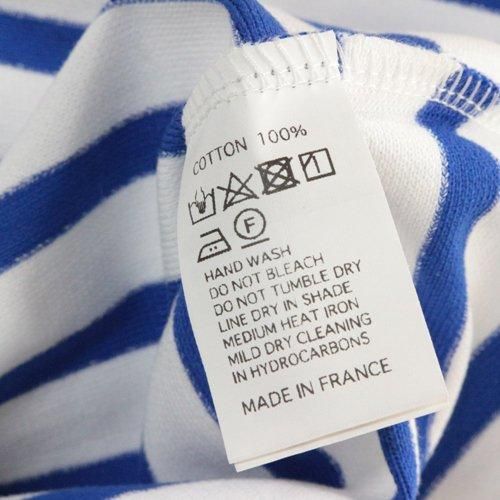 COTTON 100%
F
HAND WASH
DO NOT BLEACH
DO NOT TUMBLE DRY
LINE DRY IN SHADE
MEDIUM HEAT IRON
MILD DRY CLEANING
IN HYDROCARBONS
MADE IN FRANCE